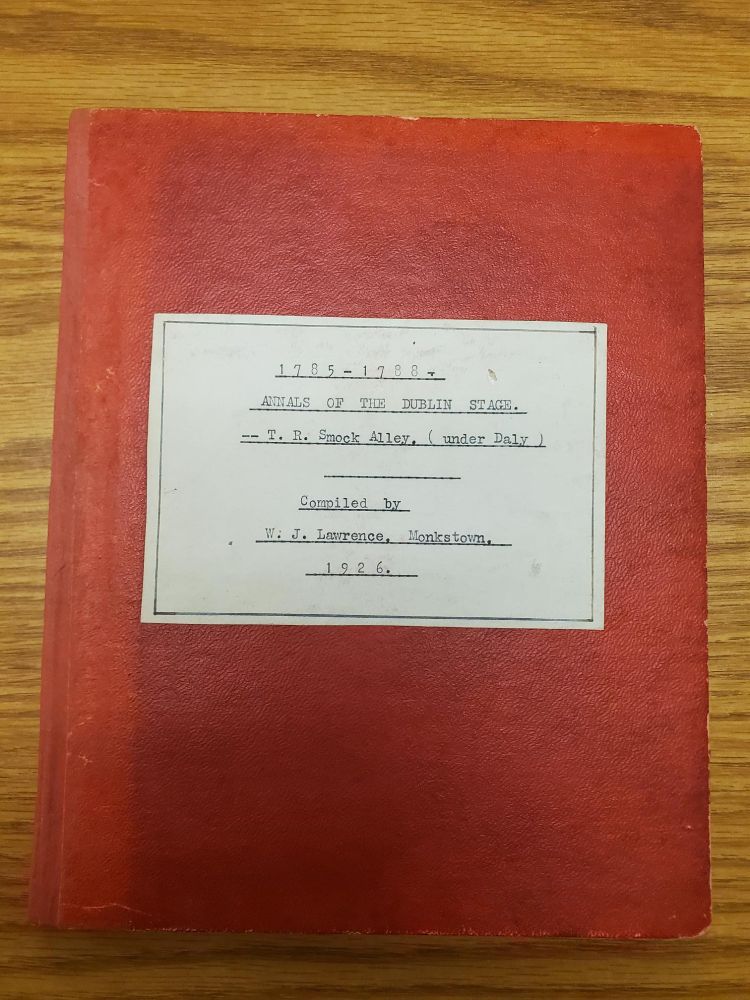 1785-1788.
ANNALS OF THE DUBLIN STAGE.
-- T. R. Smock Alley. ( under Daly )
Compiled by
W. J. Lawrence. Monkstown.
1926.